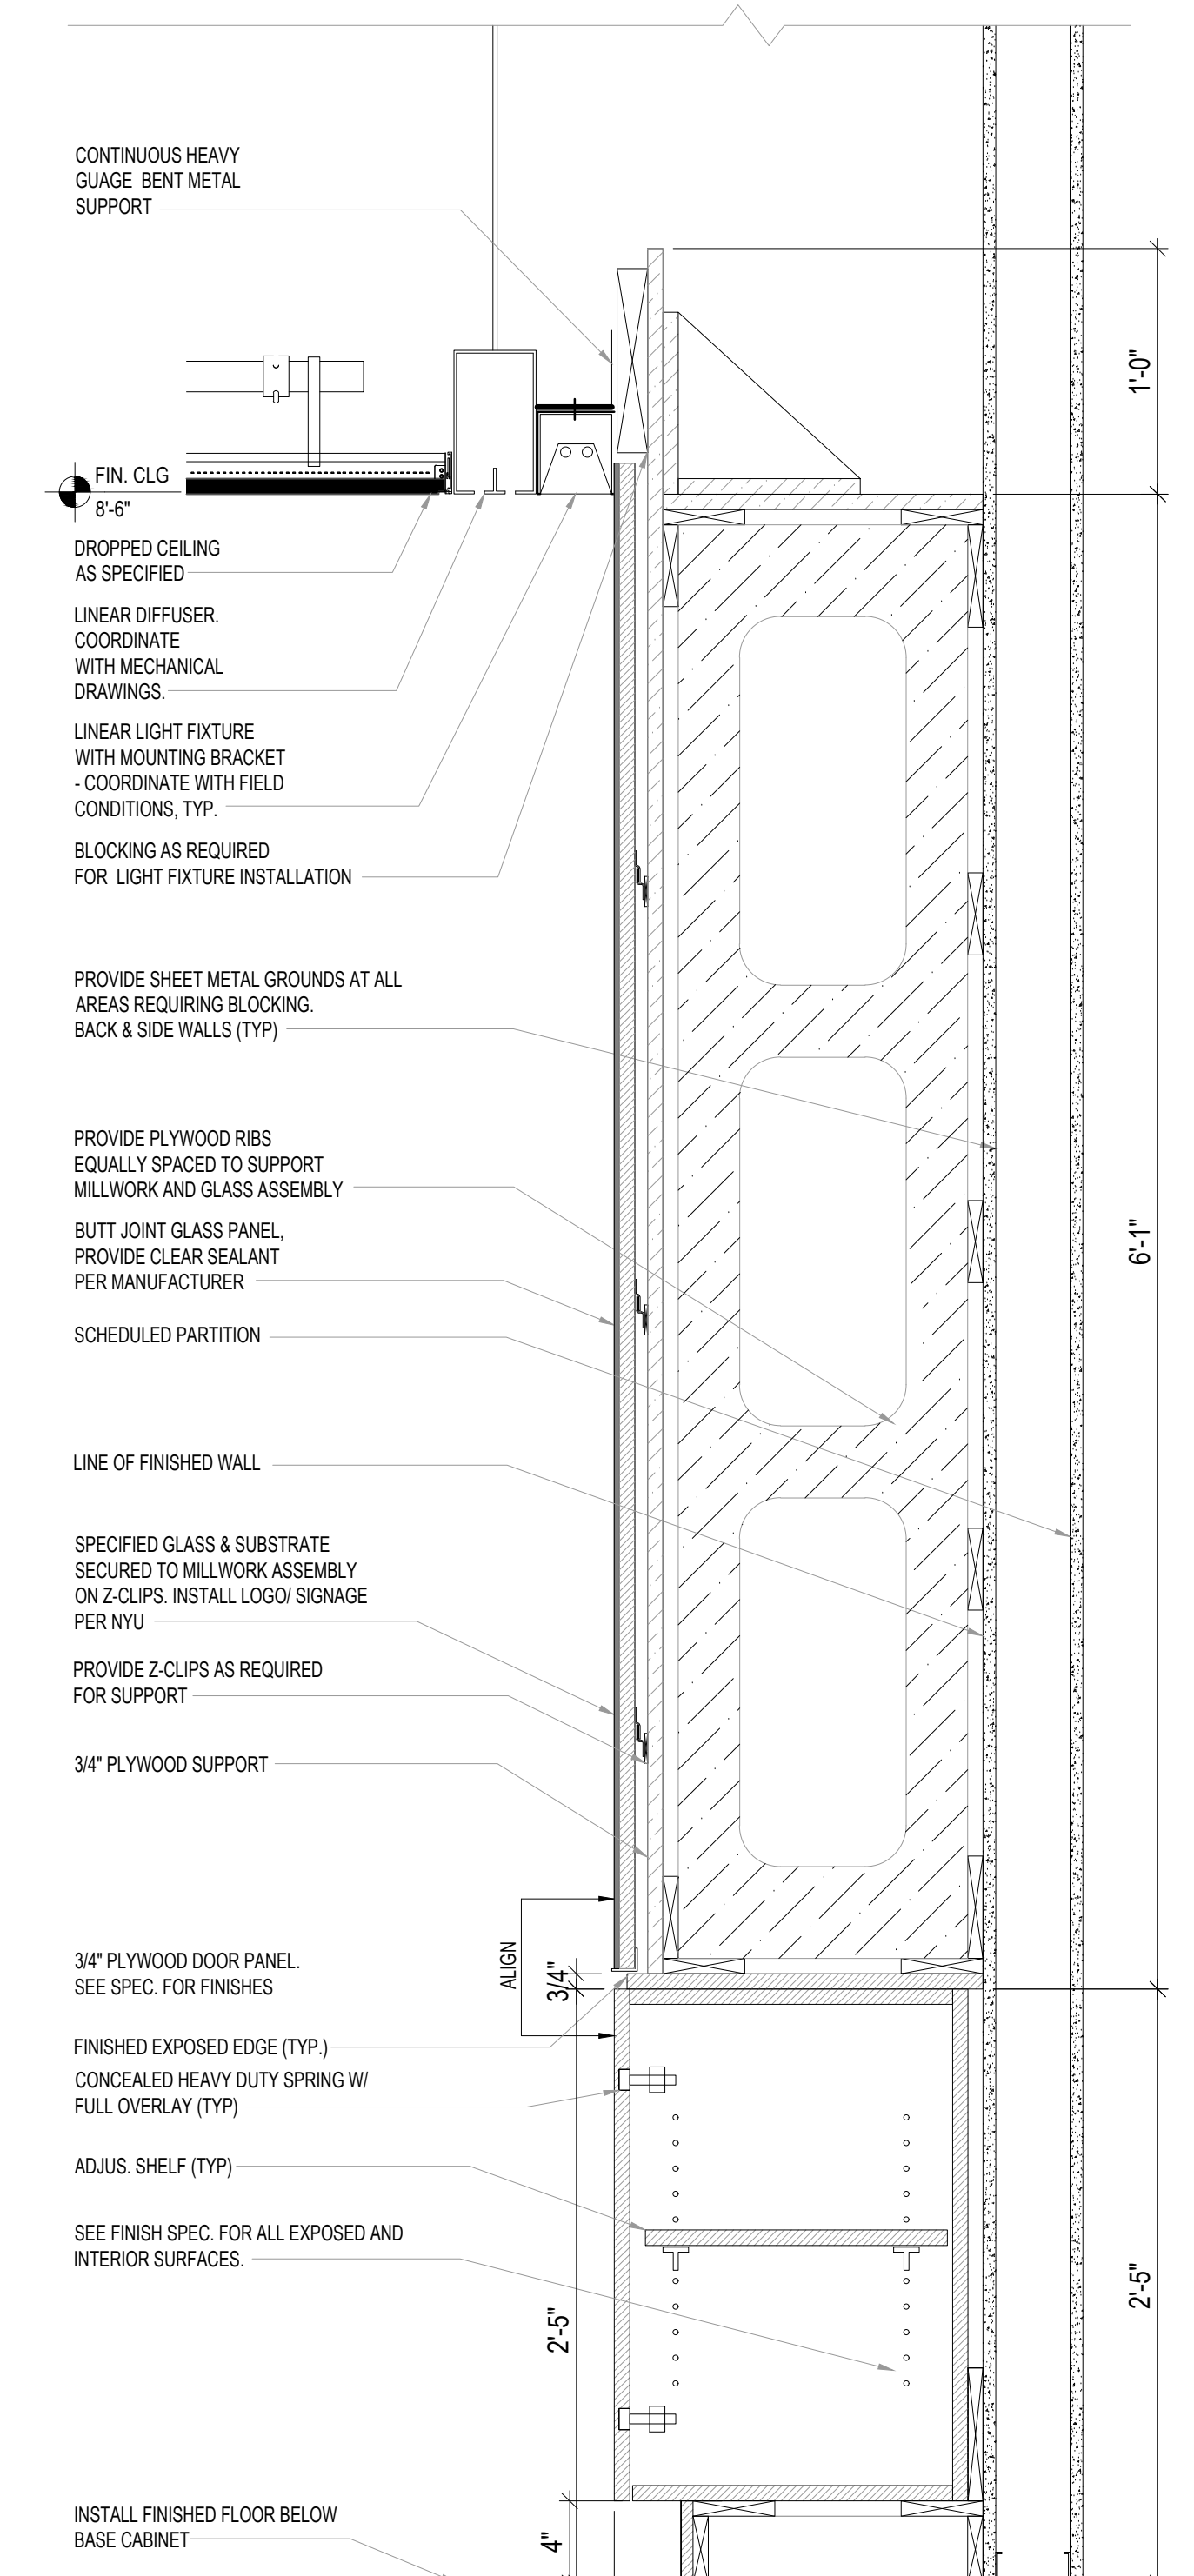 CONTINUOUS HEAVY
GUAGE BENT METAL
SUPPORT
1'-0"
FIN. CLG
8'-6"
DROPPED CEILING
AS SPECIFIED
LINEAR DIFFUSER.
COORDINATE
WITH MECHANICAL
DRAWINGS.
LINEAR LIGHT FIXTURE
WITH MOUNTING BRACKET
- COORDINATE WITH FIELD
CONDITIONS, TYP.
BLOCKING AS REQUIRED
FOR LIGHT FIXTURE INSTALLATION
PROVIDE SHEET METAL GROUNDS AT ALL
AREAS REQUIRING BLOCKING.
BACK & SIDE WALLS (TYP)
PROVIDE PLYWOOD RIBS
EQUALLY SPACED TO SUPPORT
MILLWORK AND GLASS ASSEMBLY
6'-1"
BUTT JOINT GLASS PANEL,
PROVIDE CLEAR SEALANT
PER MANUFACTURER
SCHEDULED PARTITION
LINE OF FINISHED WALL
SPECIFIED GLASS & SUBSTRATE
SECURED TO MILLWORK ASSEMBLY
ON Z-CLIPS. INSTALL LOGO/ SIGNAGE
PER NYU
PROVIDE Z-CLIPS AS REQUIRED
FOR SUPPORT
3/4" PLYWOOD SUPPORT
ALIGN
3/4"
3/4" PLYWOOD DOOR PANEL.
SEE SPEC. FOR FINISHES
FINISHED EXPOSED EDGE (TYP.)
CONCEALED HEAVY DUTY SPRING W/
FULL OVERLAY (TYP)
ADJUS. SHELF (TYP)
SEE FINISH SPEC. FOR ALL EXPOSED AND
INTERIOR SURFACES.
2'-5"
2'-5"
INSTALL FINISHED FLOOR BELOW
BASE CABINET
4"